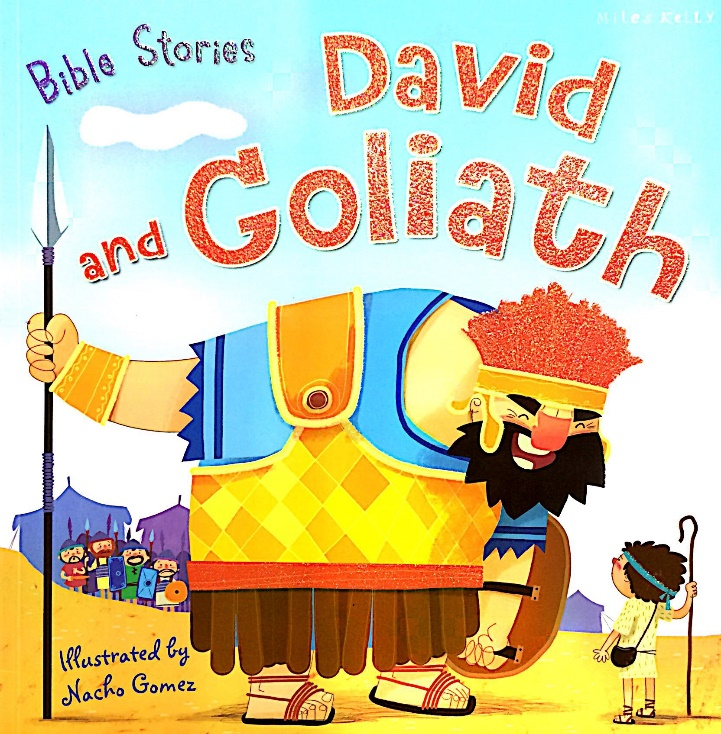 Miles Kelly
Bible Stories
David
and Goliath
Illustrated by
Nacho Gomez